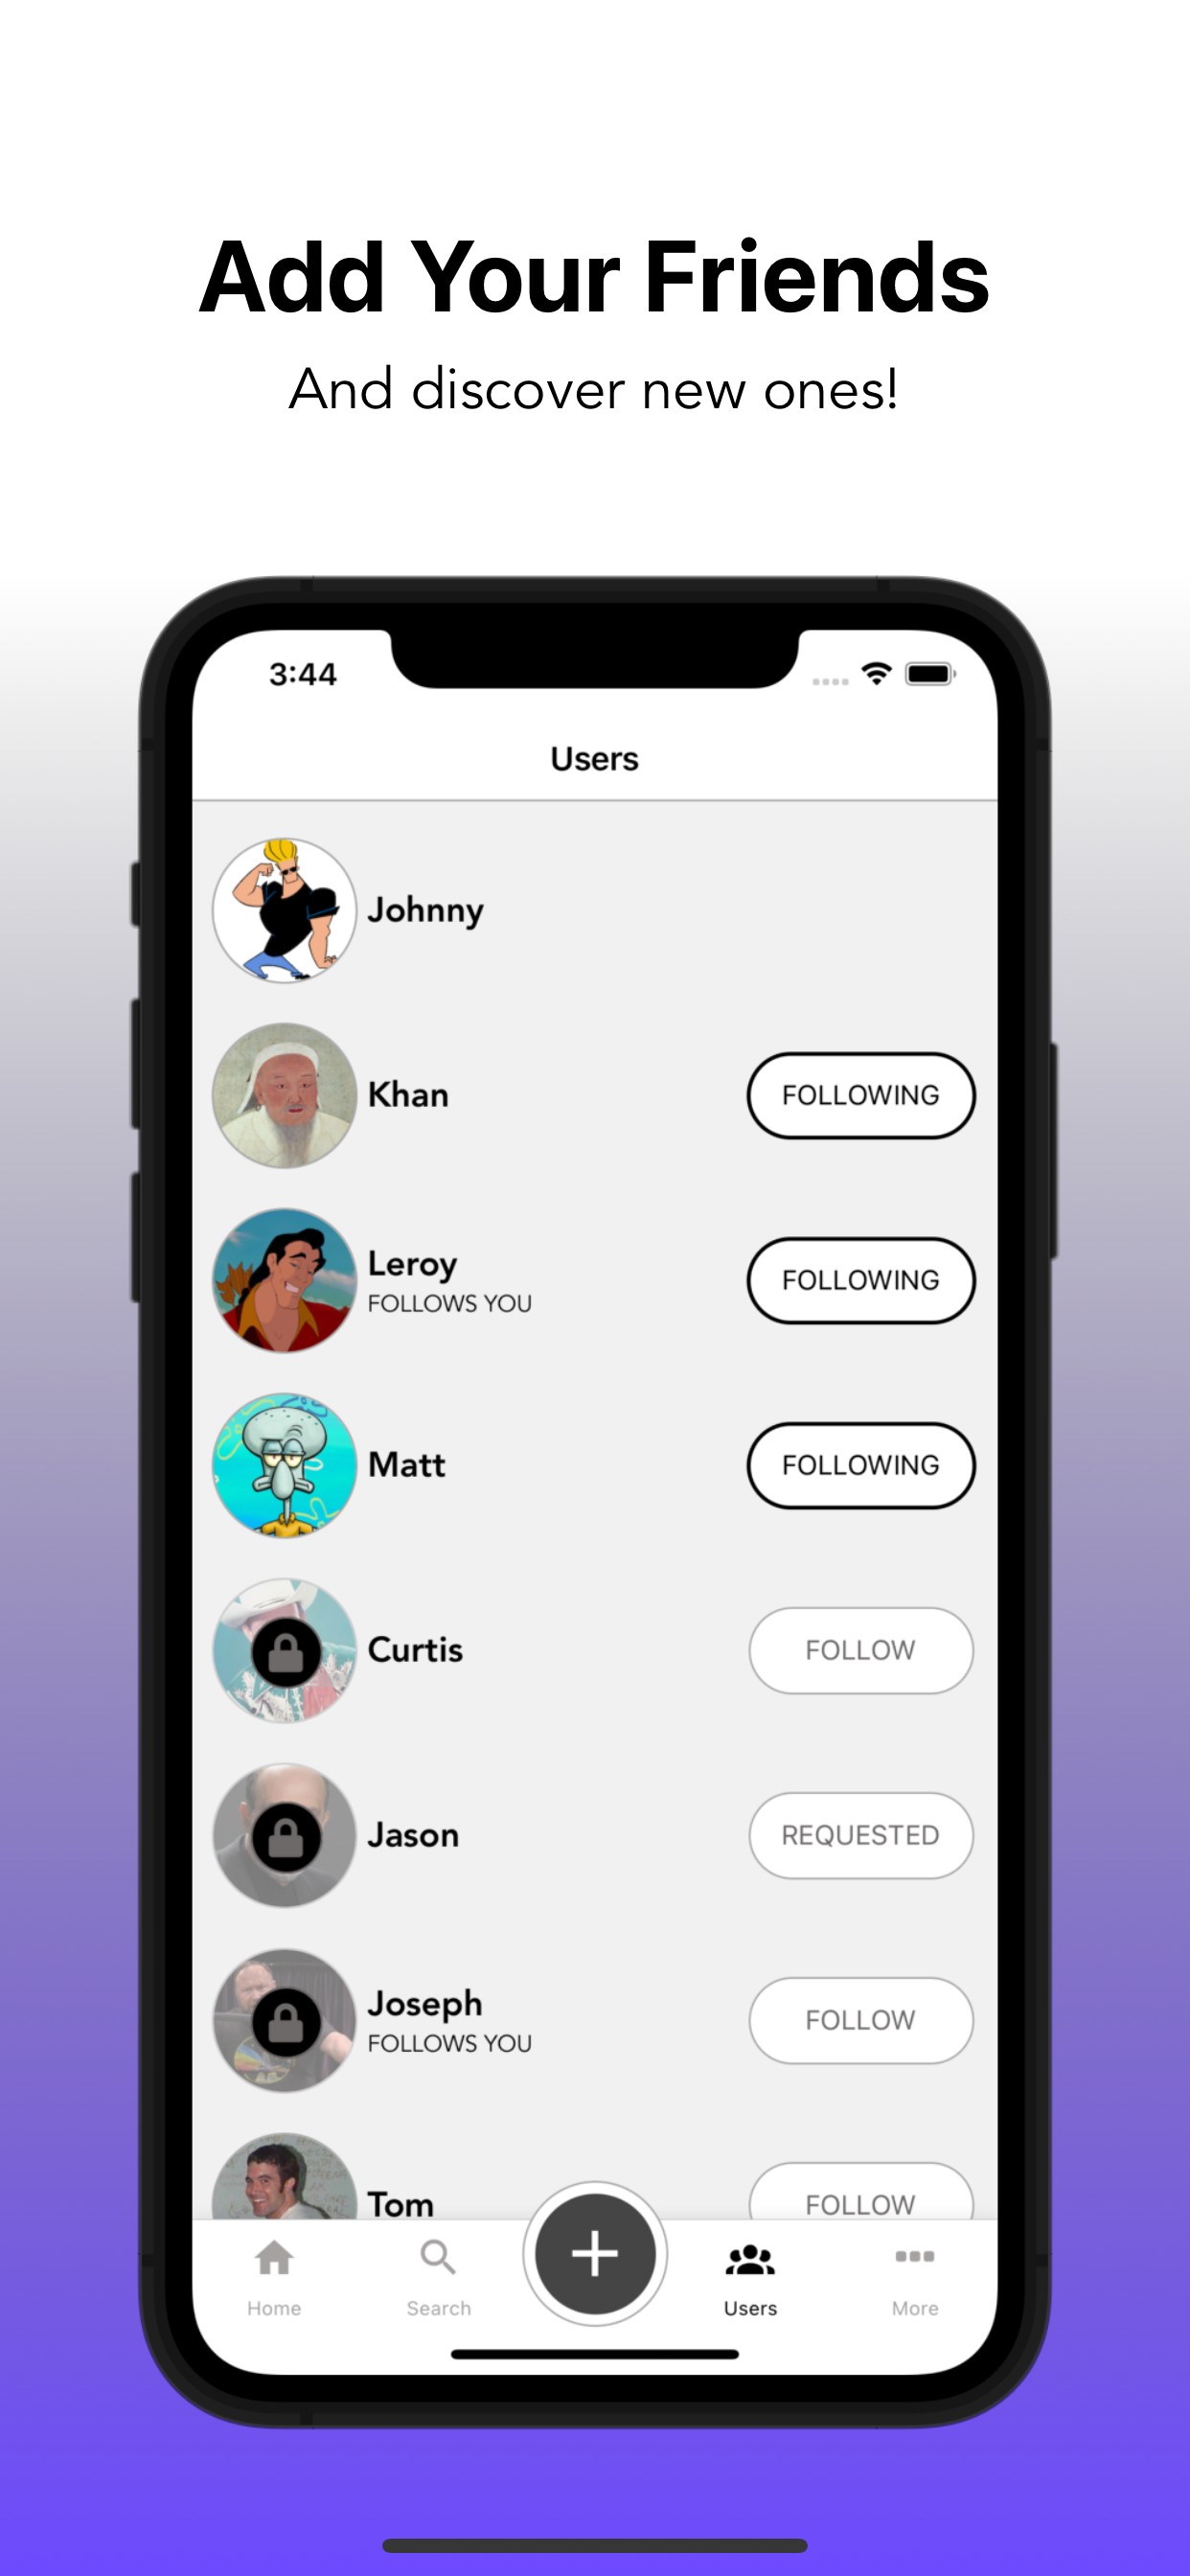 Add Your Friends
And discover new ones!
3:44
Users
Johnny
Khan
FOLLOWING
Leroy
FOLLOWS YOU
FOLLOWING
Matt
FOLLOWING
Curtis
FOLLOW
Jason
REQUESTED
Joseph
FOLLOWS YOU
FOLLOW
Tom
FOLLOW
Home
Search
Users
More